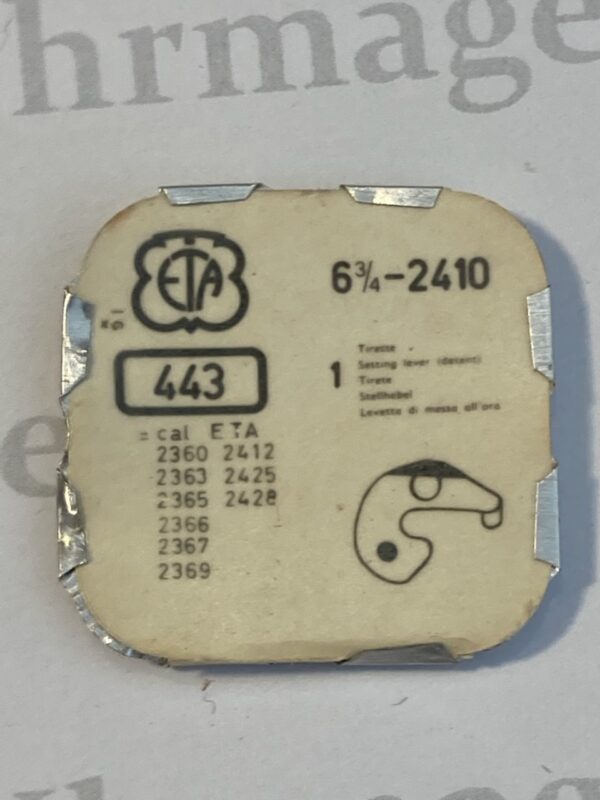 hrmage
ETA
6¾-2410
443
1
Tirette
Setting lever (detent)
Tirete
Stellhebel
Levetta di messa all'ora
= cal ETA
2360 2412
2363 2425
2365 2428
2366
2367
2369